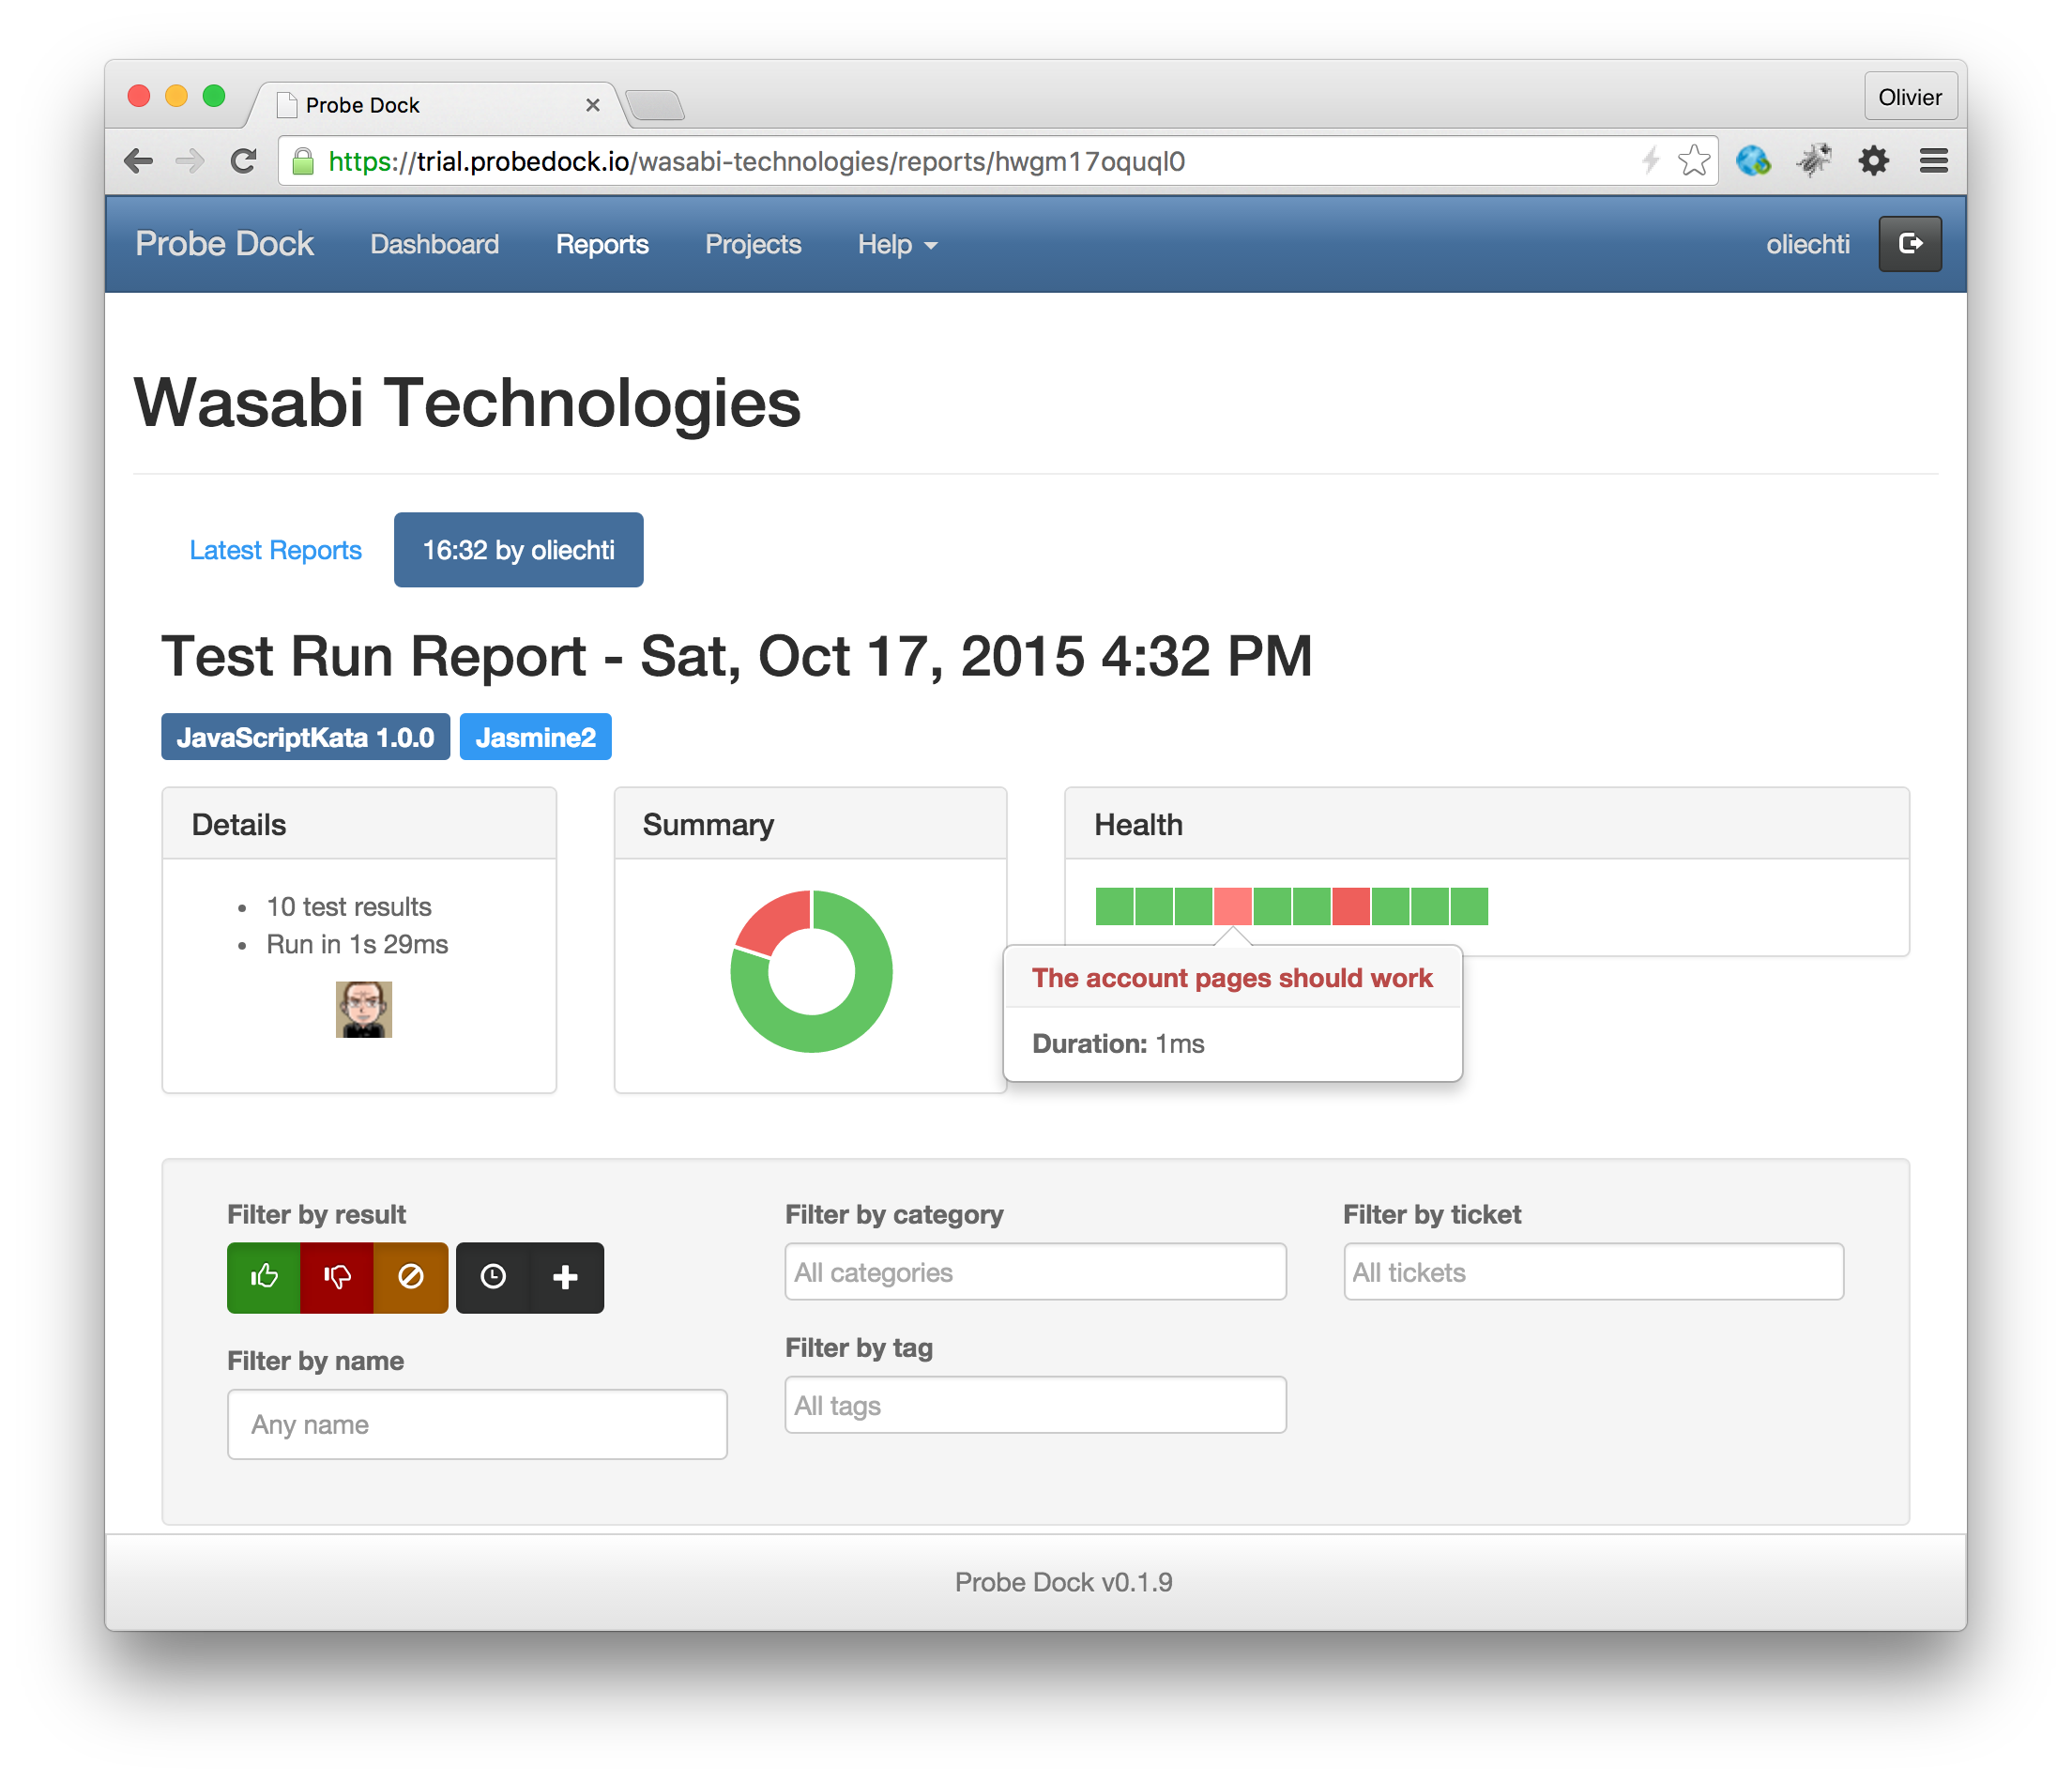 Probe Dock
Olivier
https://trial.probedock.io/wasabi-technologies/reports/hwgm17oquql0
Probe Dock Dashboard Reports Projects Help oliechti
Wasabi Technologies
Latest Reports 16:32 by oliechti
Test Run Report - Sat, Oct 17, 2015 4:32 PM
JavaScriptKata 1.0.0 Jasmine2
Details
• 10 test results
• Run in 1s 29ms
Summary
Health
The account pages should work
Duration: 1ms
Filter by result
Filter by name
Any name
Filter by category
All categories
Filter by tag
All tags
Filter by ticket
All tickets
Probe Dock v0.1.9